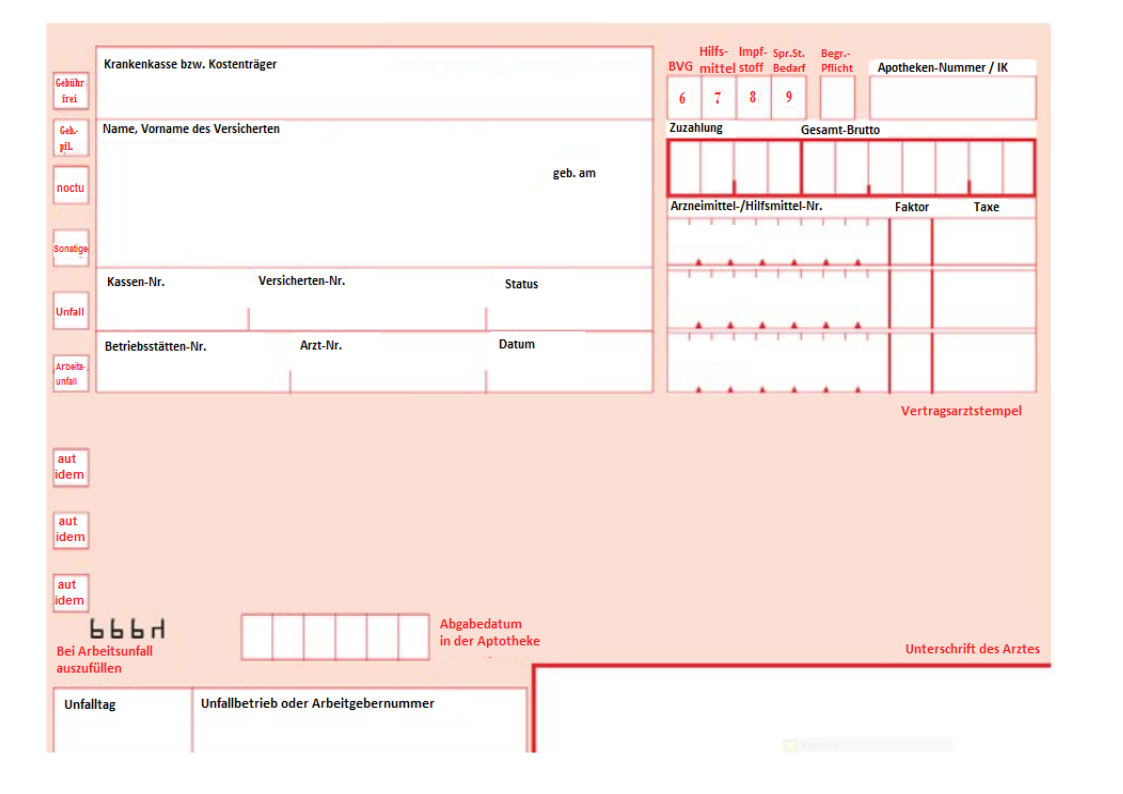 Krankenkasse bzw. Kostenträger
Gebühr
frei
Geb.-
pfl.
noctu
Sonstige
Unfall
Arbeits-
unfall
Name, Vorname des Versicherten
geb. am
Kassen-Nr. Versicherten-Nr. Status
Betriebsstätten-Nr. Arzt-Nr. Datum
BVG Hilfs-
mittel Impf-
stoff Spr.St.
Bedarf Begr.-
Pflicht Apotheken-Nummer / IK
6 7 8 9
Zuzahlung Gesamt-Brutto
Arzneimittel-/Hilfsmittel-Nr. Faktor Taxe
Vertragsarztstempel
aut
idem
aut
idem
aut
idem
Bei Arbeitsunfall
auszufüllen
Abgabedatum
in der Aptotheke
Unterschrift des Arztes
Unfalltag Unfallbetrieb oder Arbeitgebernummer